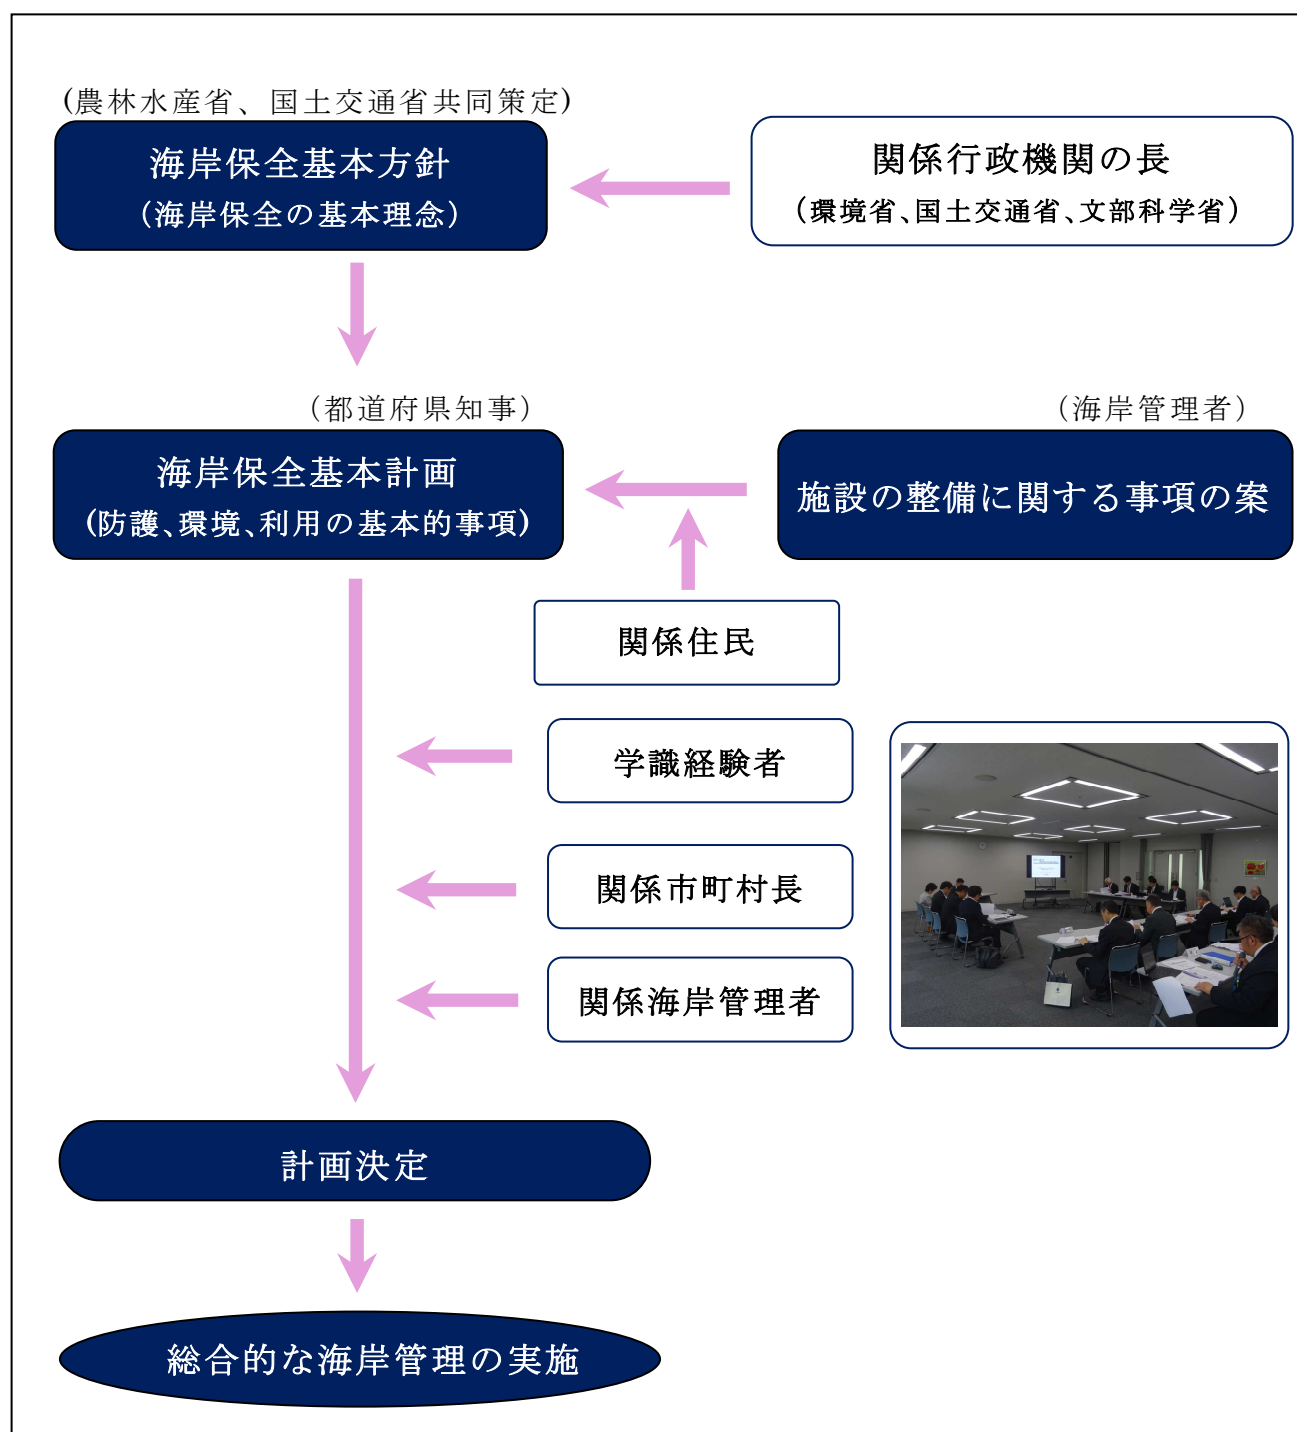 (農林水産省、国土交通省共同策定)
海岸保全基本方針
(海岸保全の基本理念)
関係行政機関の長
(環境省、国土交通省、文部科学省)
(都道府県知事)
海岸保全基本計画
(防護、環境、利用の基本的事項)
(海岸管理者)
施設の整備に関する事項の案
関係住民
学識経験者
関係市町村長
関係海岸管理者
計画決定
総合的な海岸管理の実施